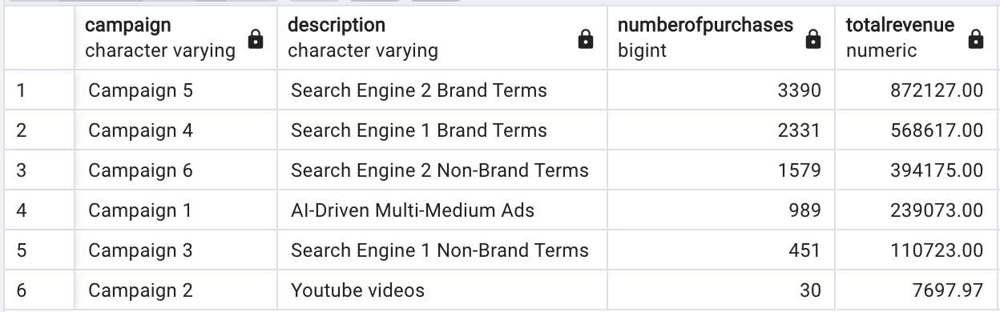 campaign description numberofpurchases totalrevenue
character varying character varying bigint numeric
1 Campaign 5 Search Engine 2 Brand Terms 3390 872127.00
2 Campaign 4 Search Engine 1 Brand Terms 2331 568617.00
3 Campaign 6 Search Engine 2 Non-Brand Terms 1579 394175.00
4 Campaign 1 AI-Driven Multi-Medium Ads 989 239073.00
5 Campaign 3 Search Engine 1 Non-Brand Terms 451 110723.00
6 Campaign 2 Youtube videos 30 7697.97